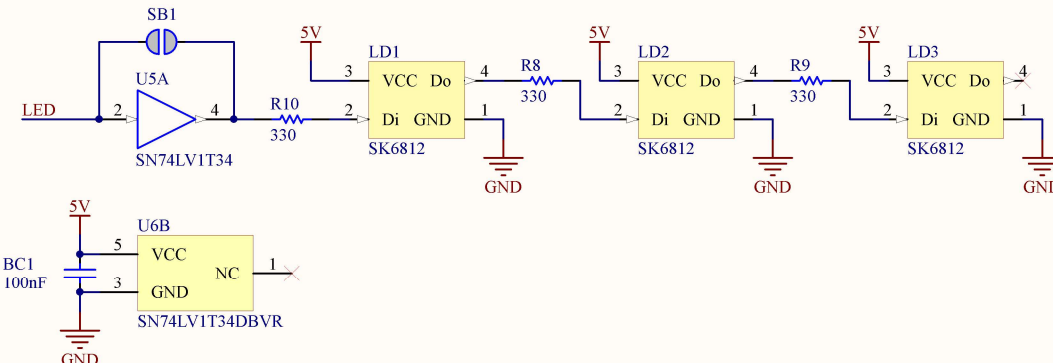 SB1
U5A
LED
2
4
SN74LV1T34
R10
330
5V
LD1
3
VCC Do
4
2
Di GND
1
SK6812
GND
R8
330
5V
LD2
3
VCC Do
4
2
Di GND
1
SK6812
GND
R9
330
5V
LD3
3
VCC Do
4
2
Di GND
1
SK6812
GND
5V
U6B
5
VCC
NC
1
BC1
100nF
3
GND
SN74LV1T34DBVR
GND